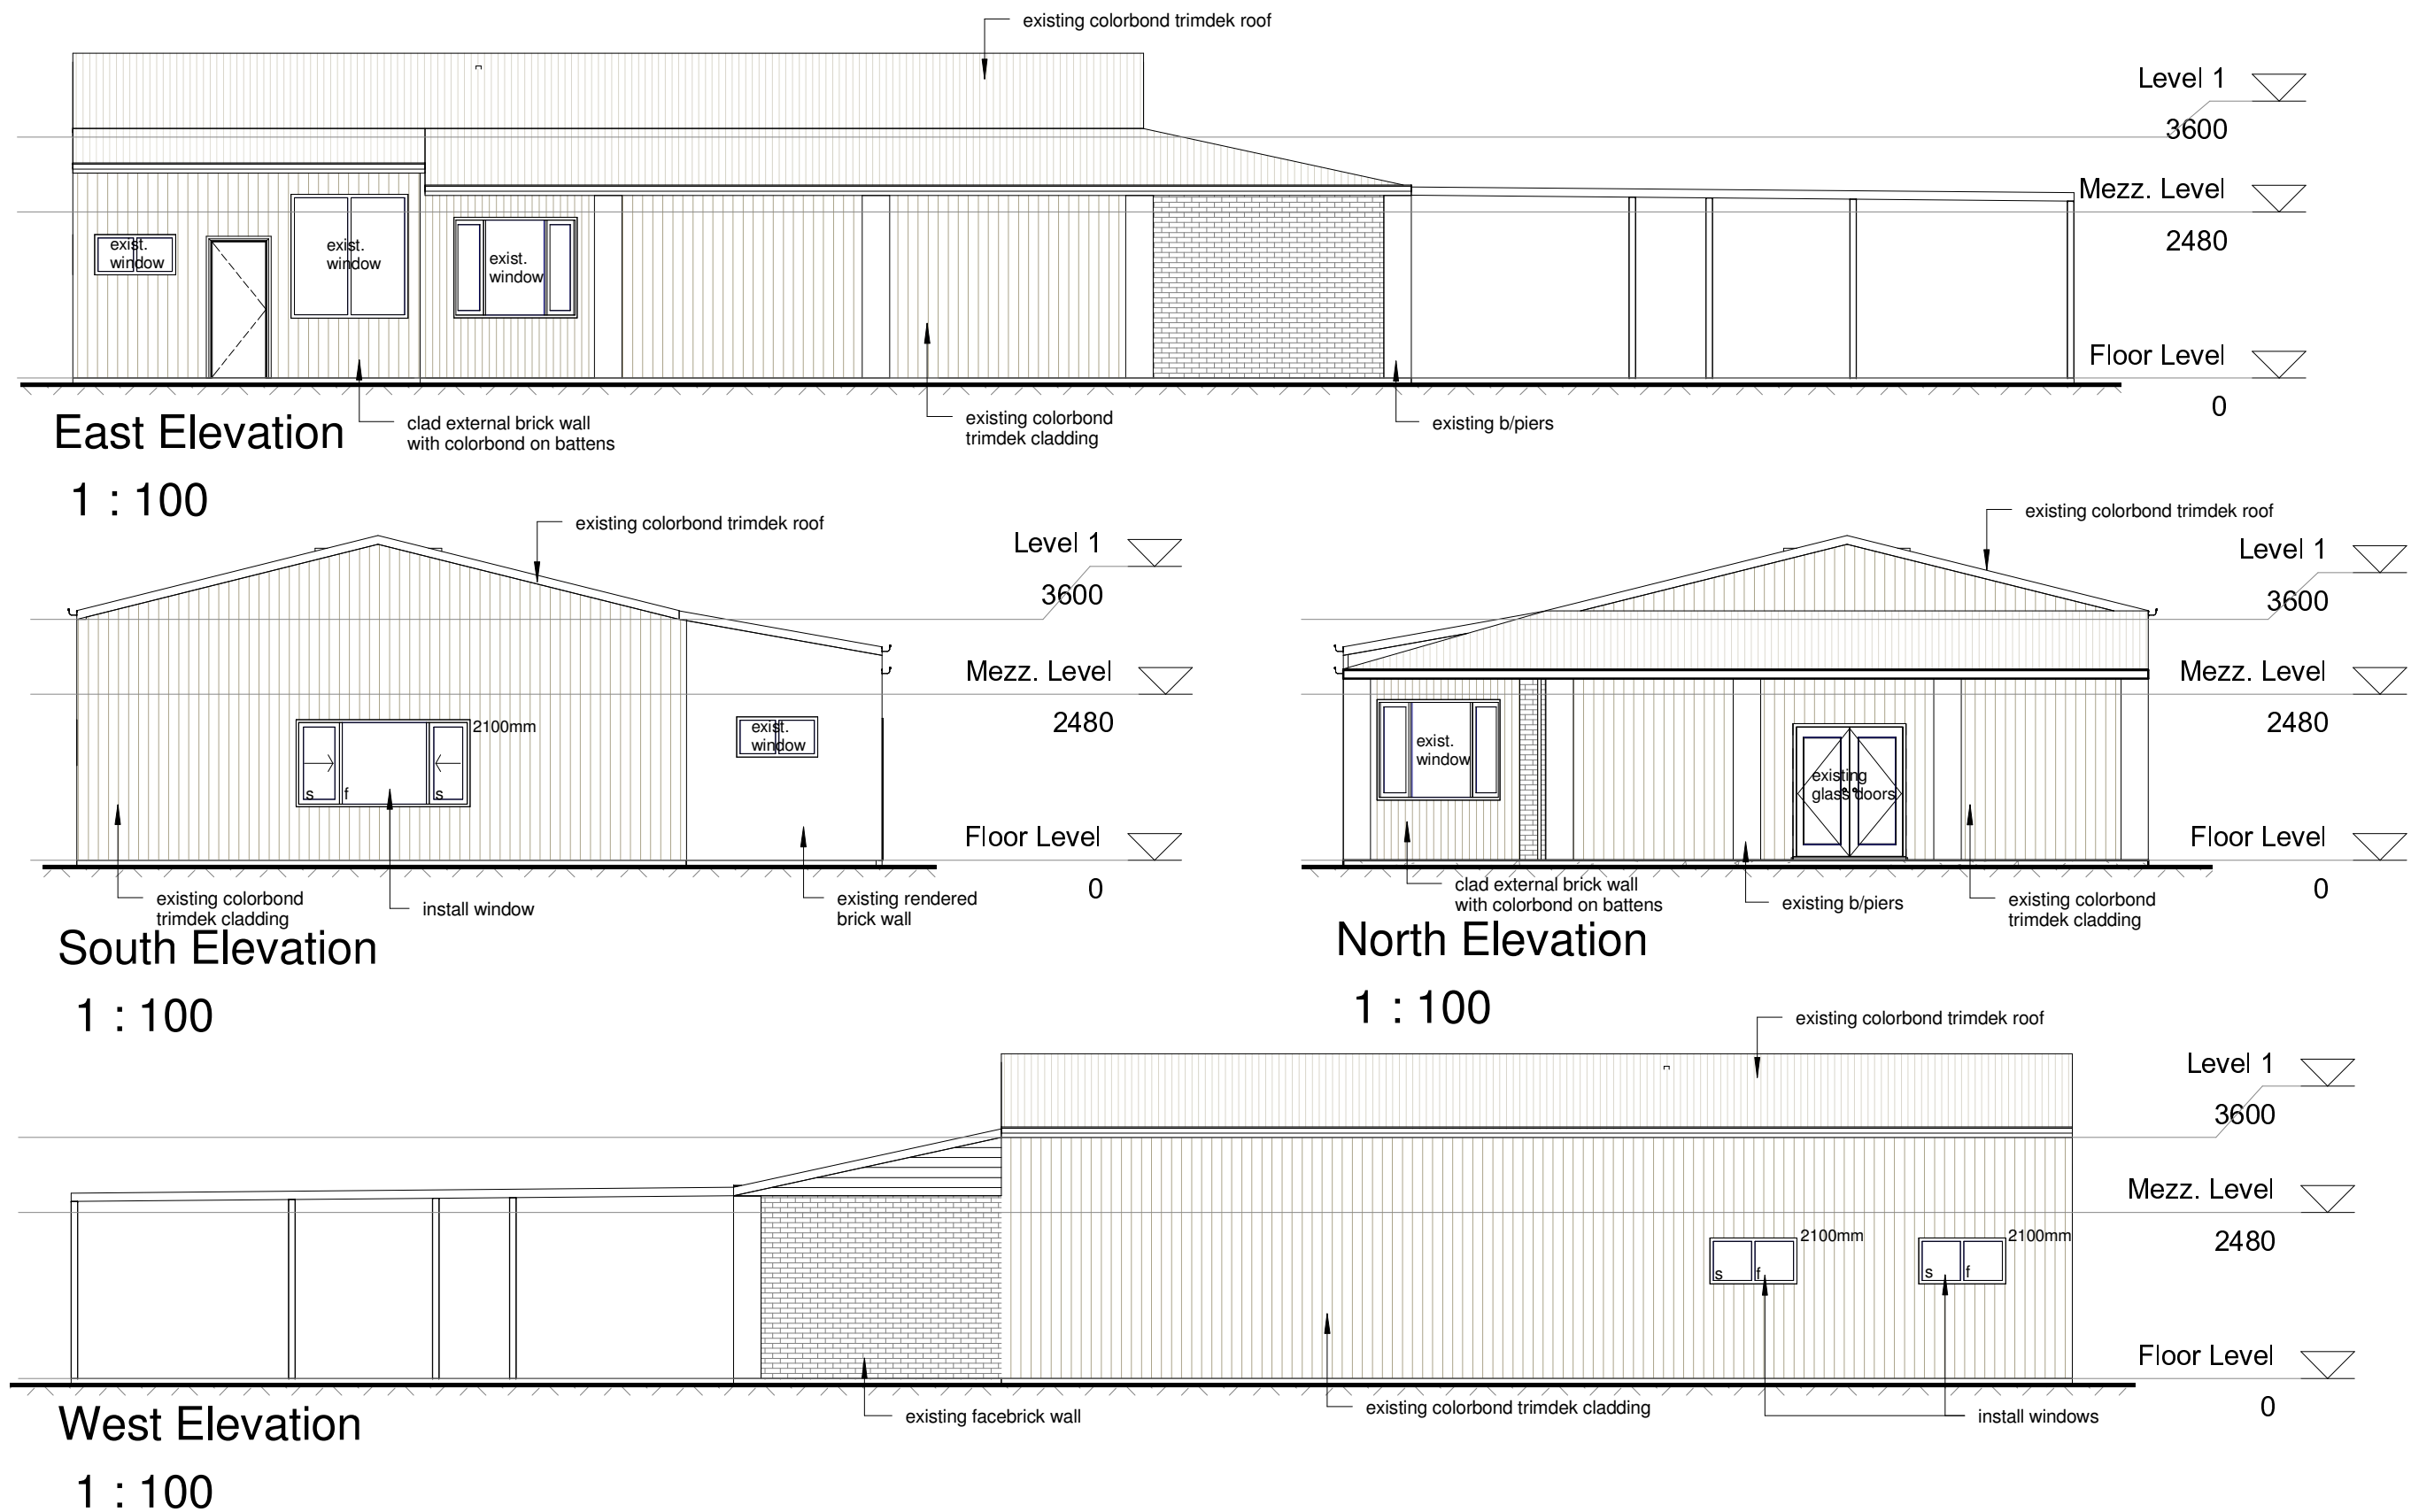 existing colorbond trimdek roof
Level 1
3600
Mezz. Level
2480
exist.
window
exist.
window
exist.
window
Floor Level
0
East Elevation
1 : 100
clad external brick wall
with colorbond on battens
existing colorbond
trimdek cladding
existing b/piers
existing colorbond trimdek roof
Level 1
3600
Mezz. Level
2480
2100mm
exist.
window
s
f
s
Floor Level
0
existing colorbond
trimdek cladding
install window
existing rendered
brick wall
South Elevation
1 : 100
existing colorbond trimdek roof
Level 1
3600
Mezz. Level
2480
exist.
window
existing
glass doors
Floor Level
0
clad external brick wall
with colorbond on battens
existing b/piers
existing colorbond
trimdek cladding
North Elevation
1 : 100
existing colorbond trimdek roof
Level 1
3600
Mezz. Level
2480
2100mm
2100mm
s
f
s
f
Floor Level
0
existing facebrick wall
existing colorbond trimdek cladding
install windows
West Elevation
1 : 100